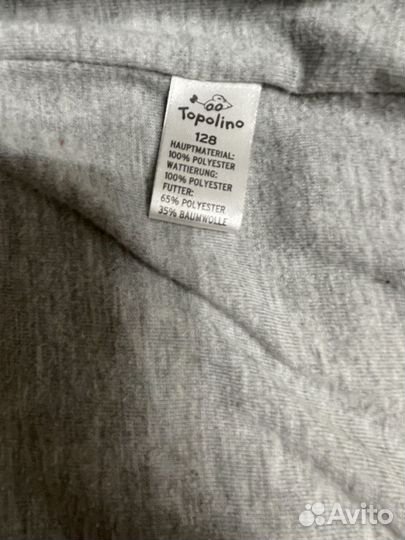 Topolino
128
HAUPTMATERIAL:
100% POLYESTER
WATTIERUNG:
100% POLYESTER
FUTTER:
65% POLYESTER
35% BAUMWOLLE
Avito